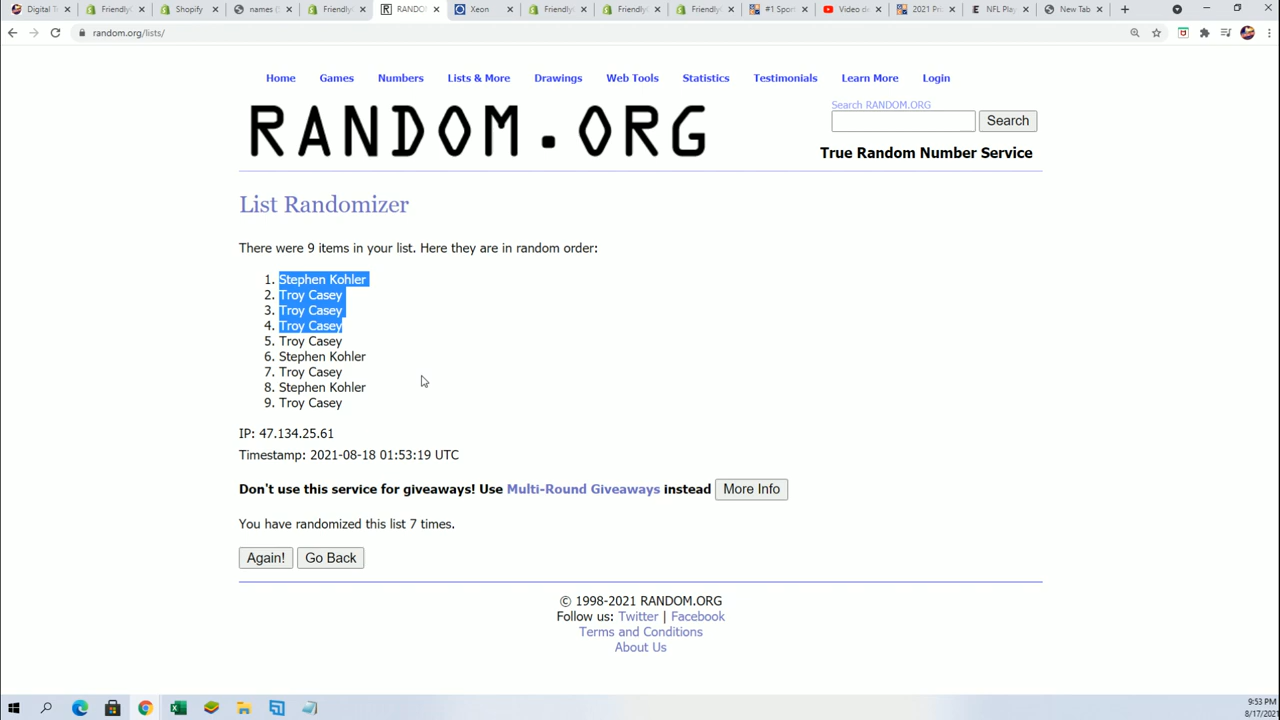 Digital T
Friendly
Shopify
names (
Friendly
RANDO
Xeon
Friendly
Friendly
Friendly
#1 Sport
Video de
2021 Pr
NFL Play
New Tab
random.org/lists/
Home
Games
Numbers
Lists & More
Drawings
Web Tools
Statistics
Testimonials
Learn More
Login
RANDOM.ORG
Search RANDOM.ORG
Search
True Random Number Service
List Randomizer
There were 9 items in your list. Here they are in random order:
1. Stephen Kohler
2. Troy Casey
3. Troy Casey
4. Troy Casey
5. Troy Casey
6. Stephen Kohler
7. Troy Casey
8. Stephen Kohler
9. Troy Casey
IP: 47.134.25.61
Timestamp: 2021-08-18 01:53:19 UTC
Don't use this service for giveaways! Use Multi-Round Giveaways instead More Info
You have randomized this list 7 times.
Again! Go Back
© 1998-2021 RANDOM.ORG
Follow us: Twitter | Facebook
Terms and Conditions
About Us
9:53 PM
8/17/2021